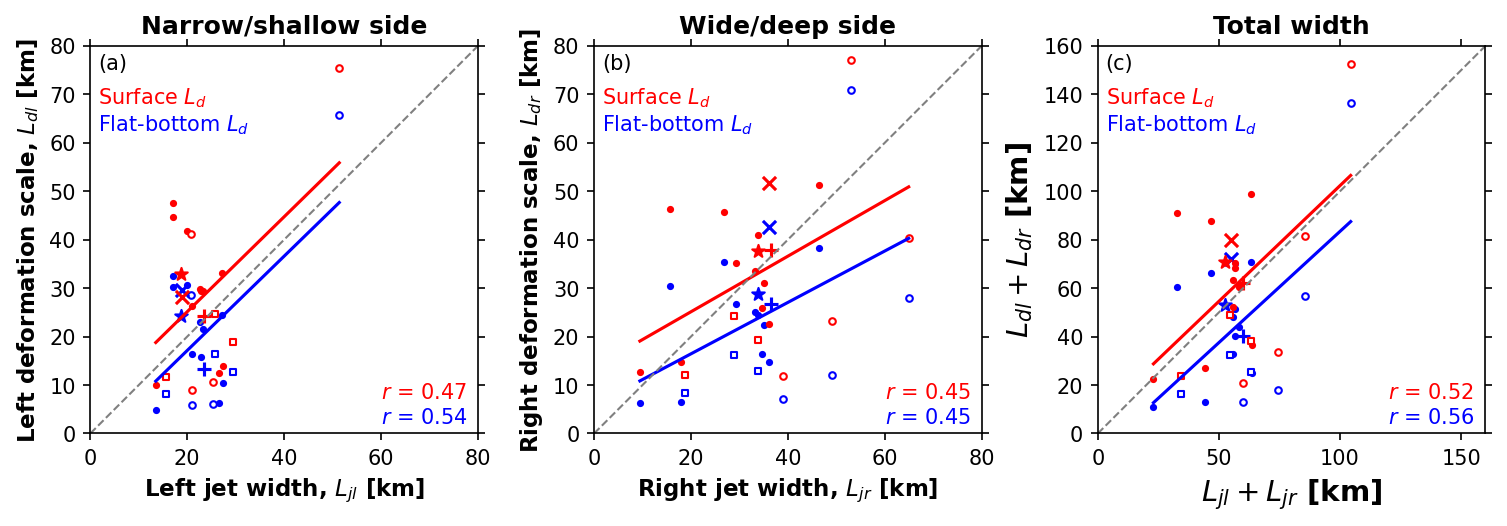 Narrow/shallow side
(a)
Surface L_d
Flat-bottom L_d
r = 0.47
r = 0.54
80
70
60
50
40
30
20
10
0
0 20 40 60 80
Left deformation scale, L_dl [km]
Left jet width, L_jl [km]
Wide/deep side
(b)
Surface L_d
Flat-bottom L_d
r = 0.45
r = 0.45
80
70
60
50
40
30
20
10
0
0 20 40 60 80
Right deformation scale, L_dr [km]
Right jet width, L_jr [km]
Total width
(c)
Surface L_d
Flat-bottom L_d
r = 0.52
r = 0.56
160
140
120
100
80
60
40
20
0
0 50 100 150
L_dl + L_dr [km]
L_jl + L_jr [km]